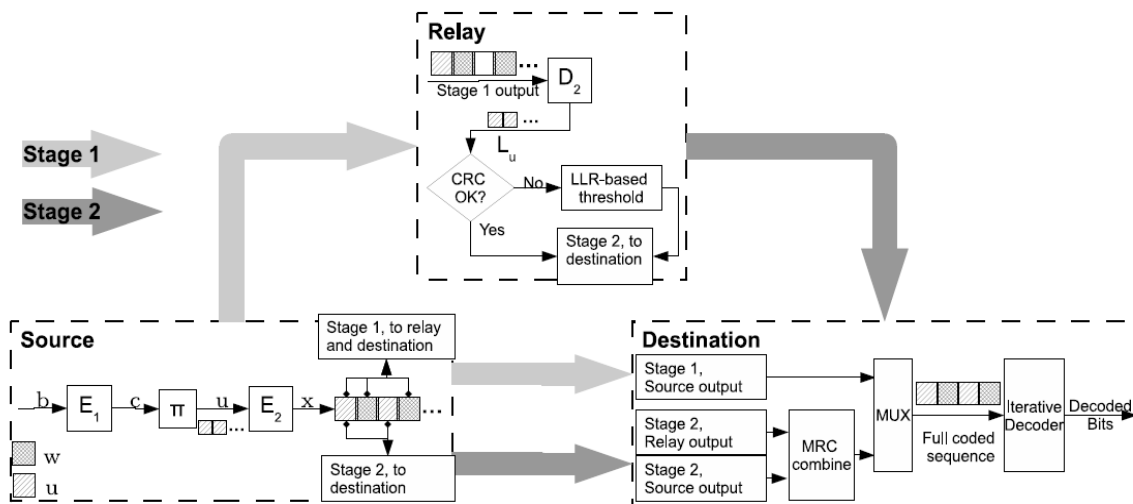 Relay
Stage 1 output
D2
Lu
Stage 1
Stage 2
CRC
OK?
No
LLR-based
threshold
Yes
Stage 2, to
destination
Source
Stage 1, to relay
and destination
b
E1
c
π
u
E2
x
w
u
Stage 2, to
destination
Destination
Stage 1,
Source output
Stage 2,
Relay output
Stage 2,
Source output
MRC
combine
MUX
Full coded
sequence
Iterative
Decoder
Decoded
Bits